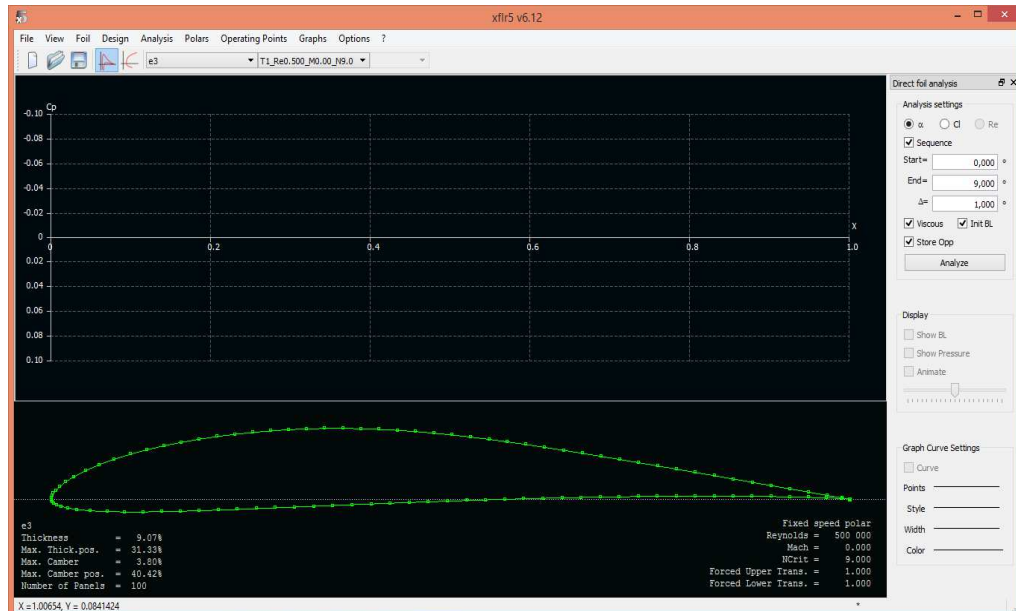 xflr5 v6.12
File View Foil Design Analysis Polars Operating Points Graphs Options ?
e3 T1_Re0.500_M0.00_N9.0
Cp
-0.10
-0.08
-0.06
-0.04
-0.02
0
0.02
0.04
0.06
0.08
0.10
X
0 0.2 0.4 0.6 0.8 1.0
e3
Thickness = 9.07%
Max. Thick.pos. = 31.33%
Max. Camber = 3.80%
Max. Camber pos. = 40.42%
Number of Panels = 100
Fixed speed polar
Reynolds = 500 000
Mach = 0.000
NCrit = 9.000
Forced Upper Trans. = 1.000
Forced Lower Trans. = 1.000
Direct foil analysis
Analysis settings
α Cl Re
Sequence
Start= 0,000 °
End= 9,000 °
Δ= 1,000 °
Viscous Init BL
Store Opp
Analyze
Display
Show BL
Show Pressure
Animate
Graph Curve Settings
Curve
Points
Style
Width
Color
X =1.00654, Y = 0.0841424 *